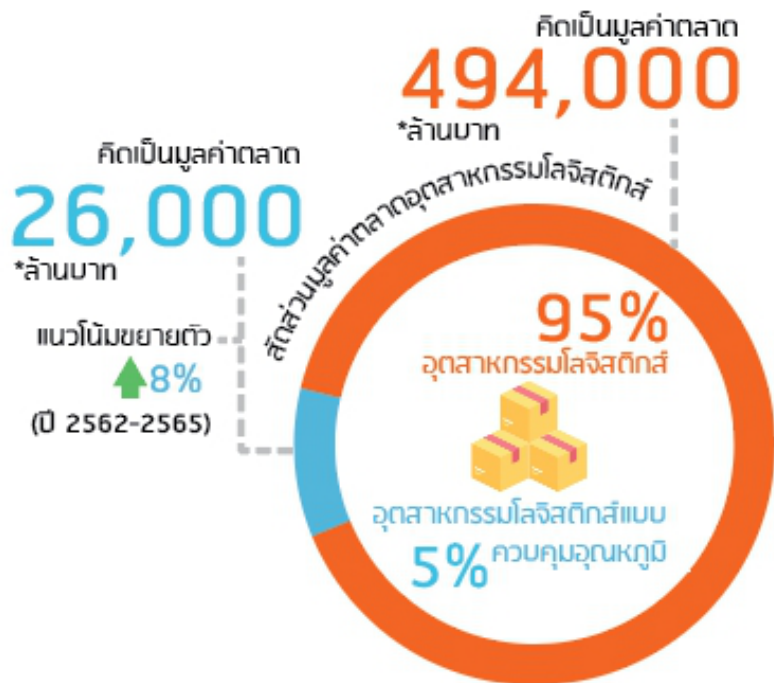 คิดเป็นมูลค่าตลาด
494,000
*ล้านบาท
คิดเป็นมูลค่าตลาด
26,000
*ล้านบาท
แนวโน้มขยายตัว
8%
(ปี 2562-2565)
สัดส่วนมูลค่าตลาดอุตสาหกรรมโลจิสติกส์
95%
อุตสาหกรรมโลจิสติกส์
อุตสาหกรรมโลจิสติกส์แบบ
5% ควบคุมอุณหภูมิ